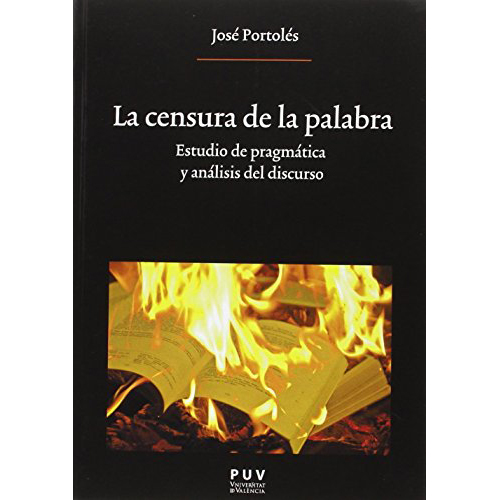 José Portolés
La censura de la palabra
Estudio de pragmática
y análisis del discurso
PUV
UNIVERSITAT
DE VALÈNCIA